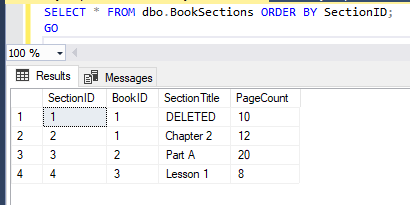 SELECT * FROM dbo.BookSections ORDER BY SectionID;
GO
100 %
Results Messages
SectionID BookID SectionTitle PageCount
1 1 1 DELETED 10
2 2 1 Chapter 2 12
3 3 2 Part A 20
4 4 3 Lesson 1 8